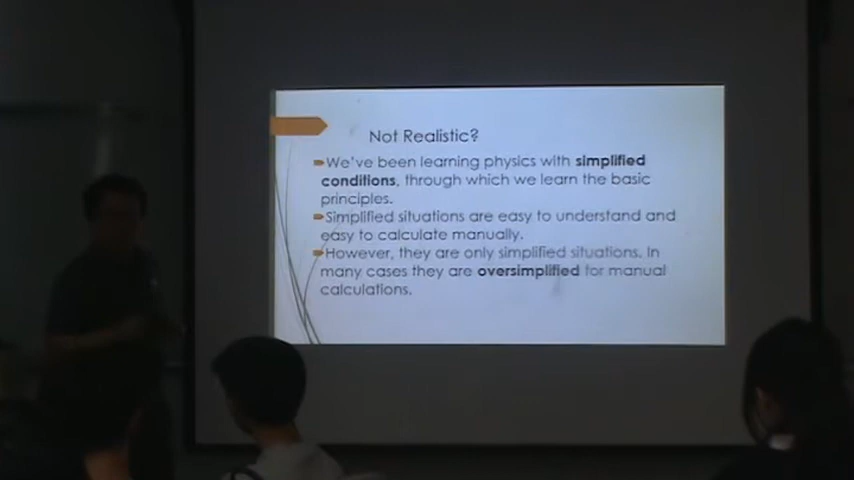 Not Realistic?
We've been learning physics with simplified
conditions, through which we learn the basic
principles.
Simplified situations are easy to understand and
easy to calculate manually.
However, they are only simplified situations. In
many cases they are oversimplified for manual
calculations.